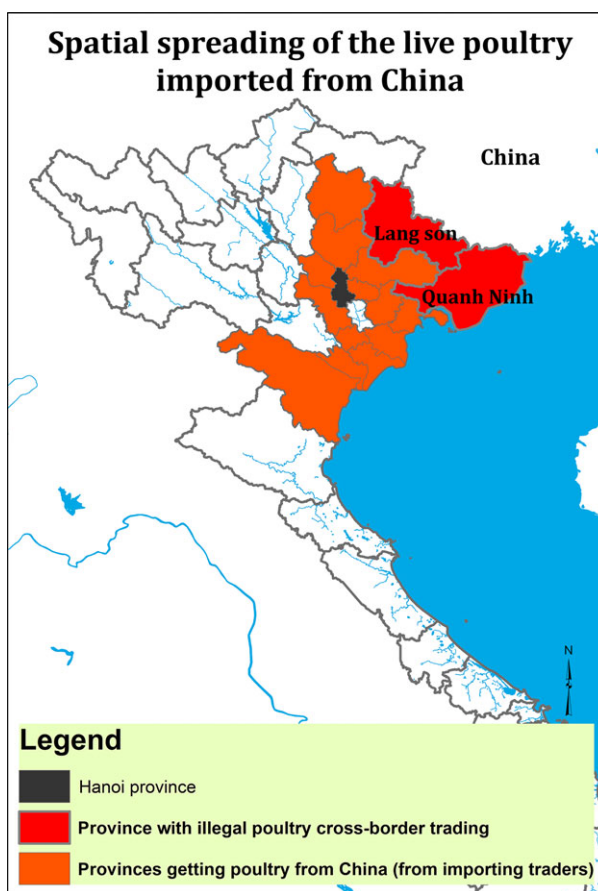 Spatial spreading of the live poultry
imported from China
China
Lang son
Quanh Ninh
N
Legend
Hanoi province
Province with illegal poultry cross-border trading
Provinces getting poultry from China (from importing traders)